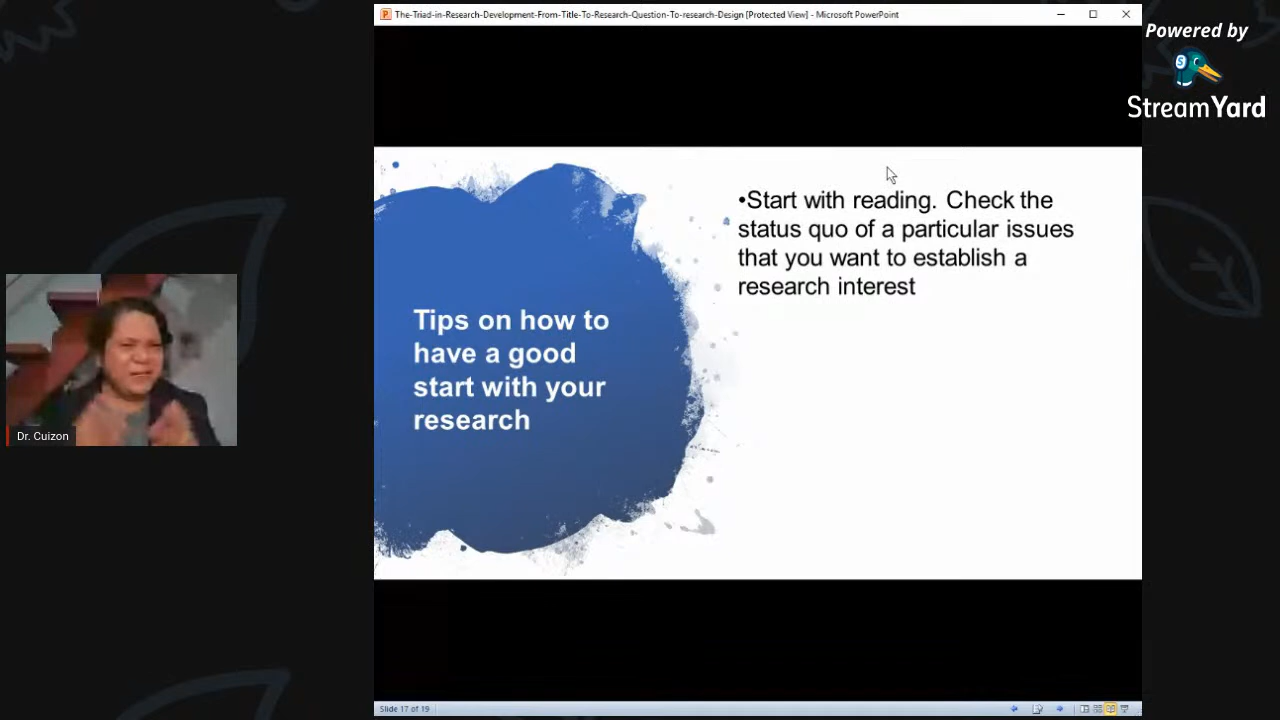 The-Triad-in-Research-Development-From-Title-To-Research-Question-To-research-Design [Protected View] - Microsoft PowerPoint
Powered by
StreamYard
•Start with reading. Check the
status quo of a particular issues
that you want to establish a
research interest
Tips on how to
have a good
start with your
research
Dr. Cuizon
Slide 17 of 19